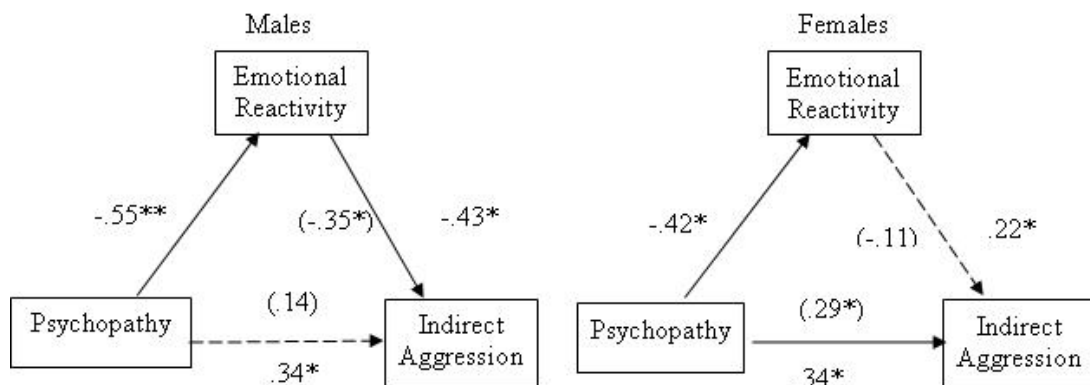 Males
Females
Emotional
Reactivity
Emotional
Reactivity
-.55**
(-.35*)
-.43*
-.42*
(-.11)
.22*
Psychopathy
(.14)
.34*
Indirect
Aggression
Psychopathy
(.29*)
.34*
Indirect
Aggression